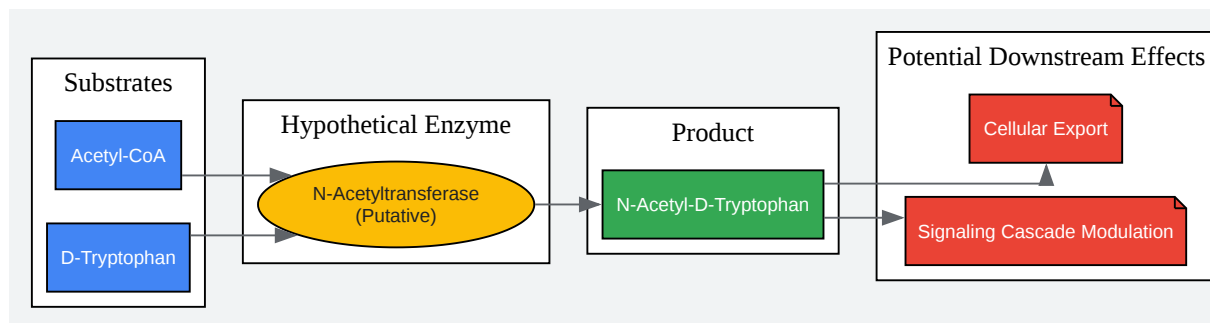 Substrates
Acetyl-CoA
D-Tryptophan
Hypothetical Enzyme
N-Acetyltransferase
(Putative)
Product
N-Acetyl-D-Tryptophan
Potential Downstream Effects
Cellular Export
Signaling Cascade Modulation